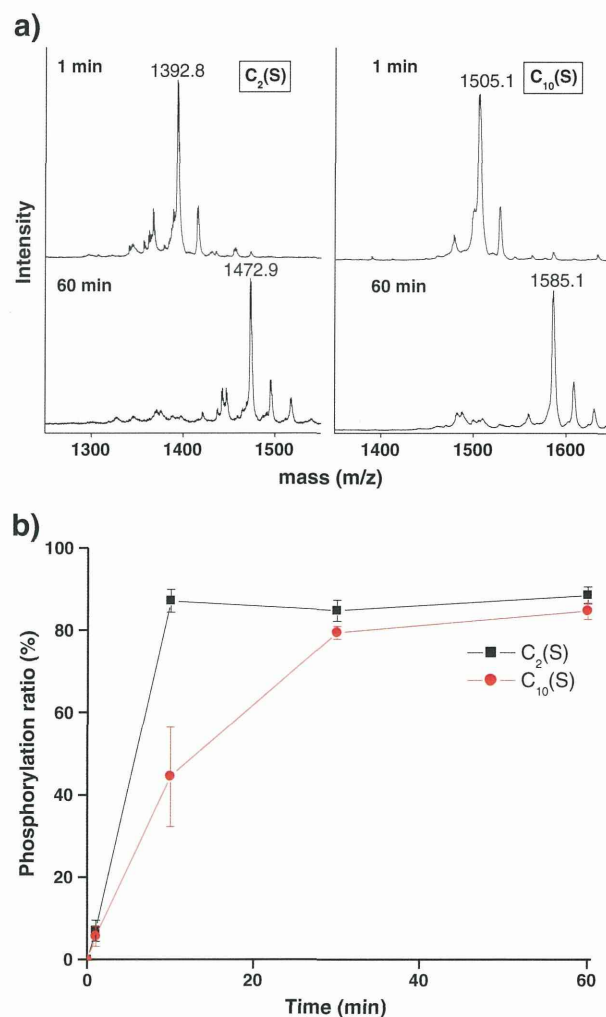 a)
1 min
1392.8
C₂(S)
1 min
1505.1
C₁₀(S)
Intensity
60 min
1472.9
60 min
1585.1
1300 1400 1500 1400 1500 1600
mass (m/z)
b)
100
80
60
40
20
0
Phosphorylation ratio (%)
C₂(S)
C₁₀(S)
0 20 40 60
Time (min)